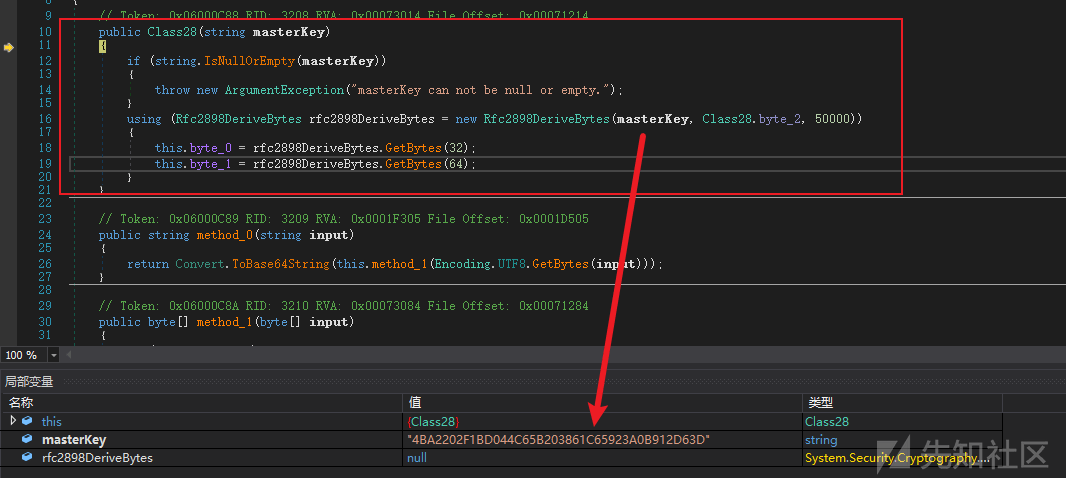 9 // Token: 0x06000C88 RID: 3208 RVA: 0x00073014 File Offset: 0x00071214
10 public Class28(string masterKey)
11 {
12 if (string.IsNullOrEmpty(masterKey))
13 {
14 throw new ArgumentException("masterKey can not be null or empty.");
15 }
16 using (Rfc2898DeriveBytes rfc2898DeriveBytes = new Rfc2898DeriveBytes(masterKey, Class28.byte_2, 50000))
17 {
18 this.byte_0 = rfc2898DeriveBytes.GetBytes(32);
19 this.byte_1 = rfc2898DeriveBytes.GetBytes(64);
20 }
21 }
22
23 // Token: 0x06000C89 RID: 3209 RVA: 0x0001F305 File Offset: 0x0001D505
24 public string method_0(string input)
25 {
26 return Convert.ToBase64String(this.method_1(Encoding.UTF8.GetBytes(input)));
27 }
28
29 // Token: 0x06000C8A RID: 3210 RVA: 0x00073084 File Offset: 0x00071284
30 public byte[] method_1(byte[] input)
31 {
100 %
局部变量
名称 值 类型
this {Class28} Class28
masterKey "4BA2202F1BD044C65B203861C65923A0B912D63D" string
rfc2898DeriveBytes null System.Security.Cryptography....
先知社区